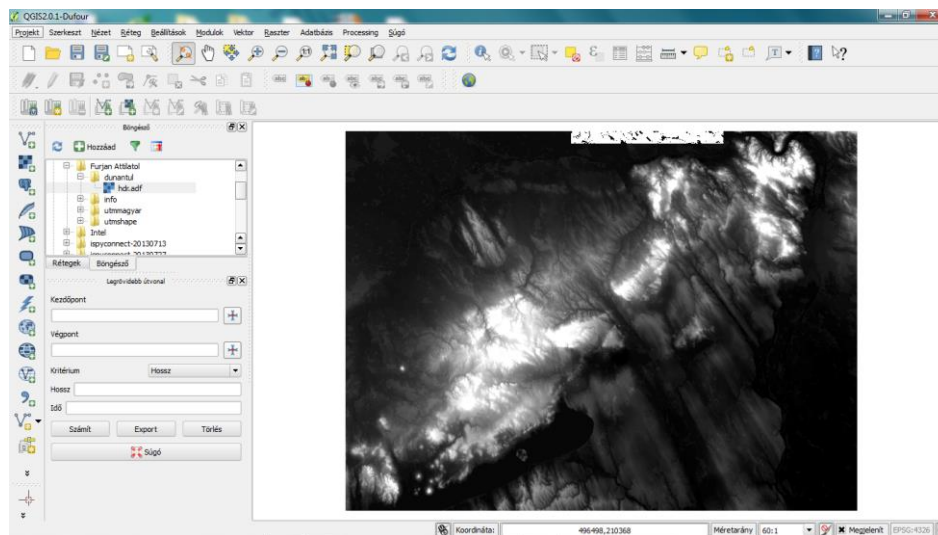 QGIS2.0.1-Dufour
Projekt Szerkeszt Nézet Réteg Beállítások Modulok Vektor Raszter Adatbázis Processing Súgó
Böngésző
Hozzáad
Furjan Attilatol
dunantul
hdr.adf
info
utmmagyar
utmshape
Intel
ispyconnect-20130713
Rétegek Böngésző
Legrövidebb útvonal
Kezdőpont
Végpont
Kritérium Hossz
Hossz
Idő
Számít Export Törlés
Súgó
Koordináta: 496498,210368 Méretarány 60:1 Megjelenít EPSG:4326